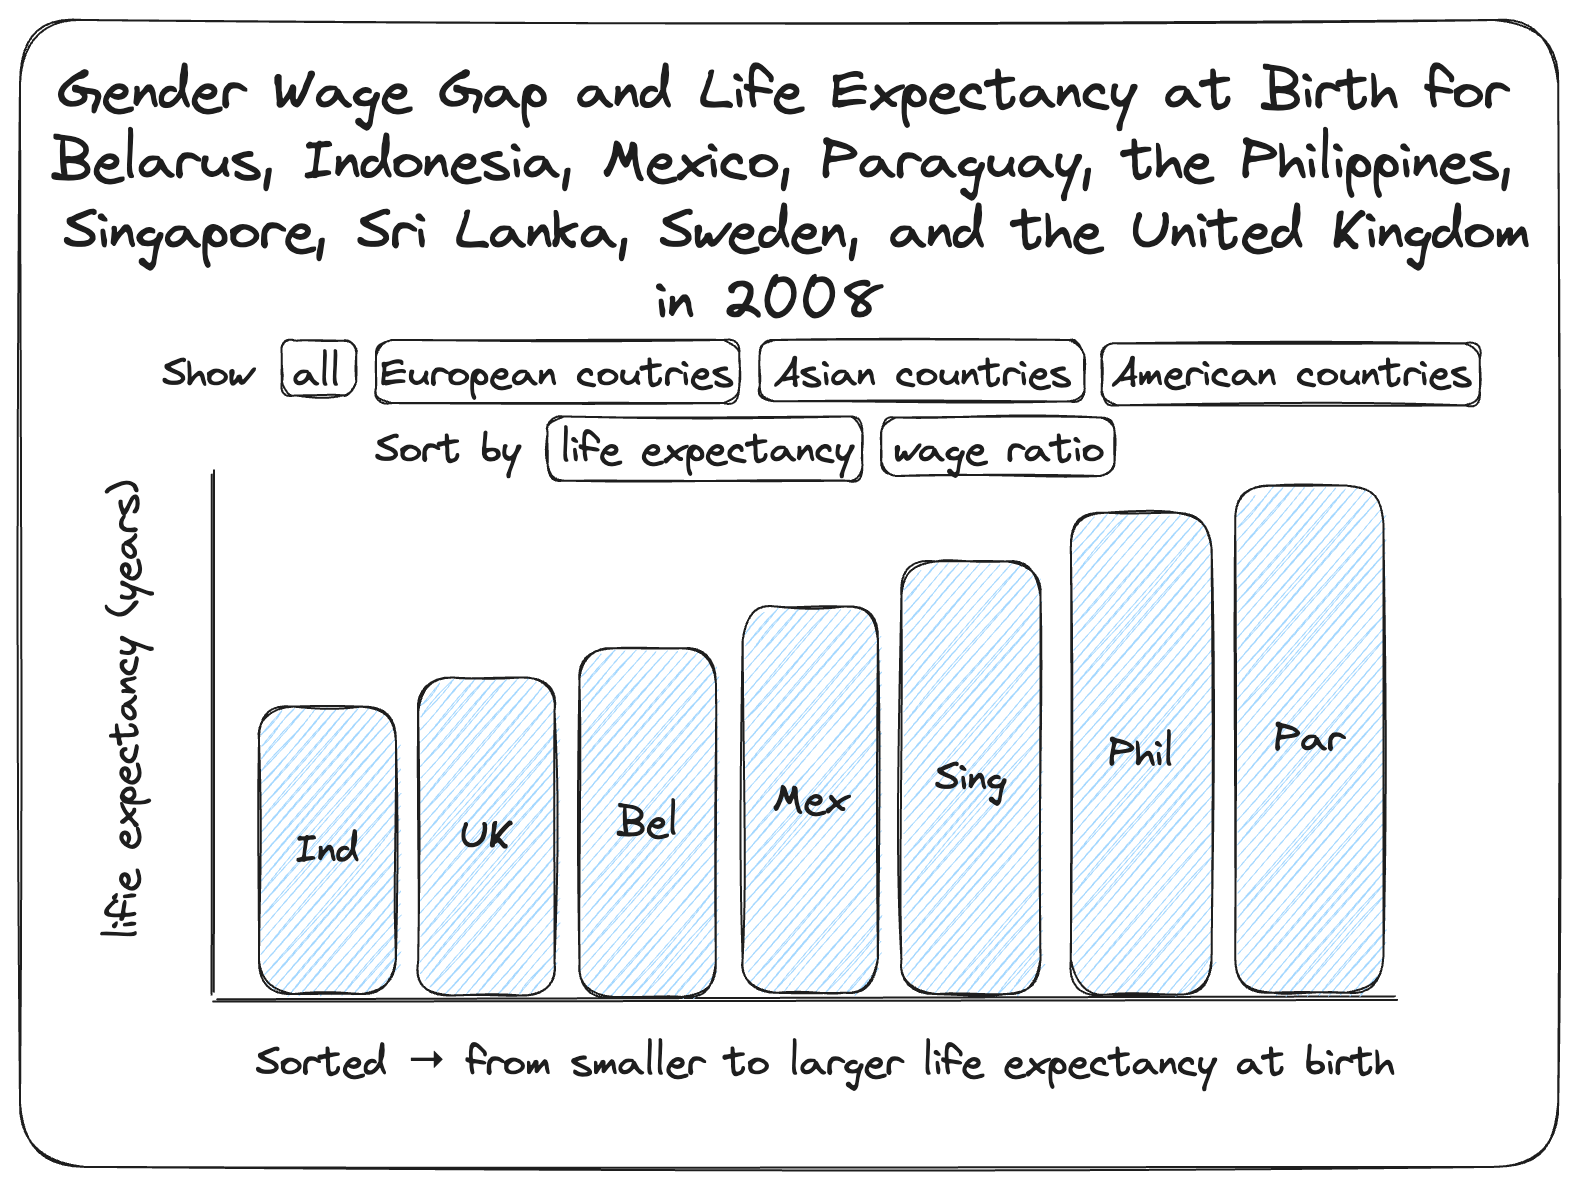 Gender Wage Gap and Life Expectancy at Birth for
Belarus, Indonesia, Mexico, Paraguay, the Philippines,
Singapore, Sri Lanka, Sweden, and the United Kingdom
in 2008
Show all European coutries Asian countries American countries
Sort by life expectancy wage ratio
lifie expectancy (years)
Ind UK Bel Mex Sing Phil Par
Sorted → from smaller to larger life expectancy at birth